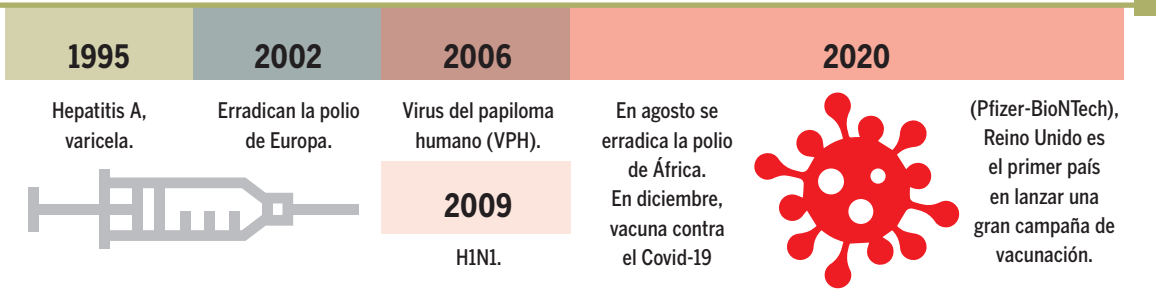 1995
Hepatitis A,
varicela.
2002
Erradican la polio
de Europa.
2006
Virus del papiloma
humano (VPH).
2009
H1N1.
2020
En agosto se
erradica la polio
de África.
En diciembre,
vacuna contra
el Covid-19
(Pfizer-BioNTech),
Reino Unido es
el primer país
en lanzar una
gran campaña de
vacunación.